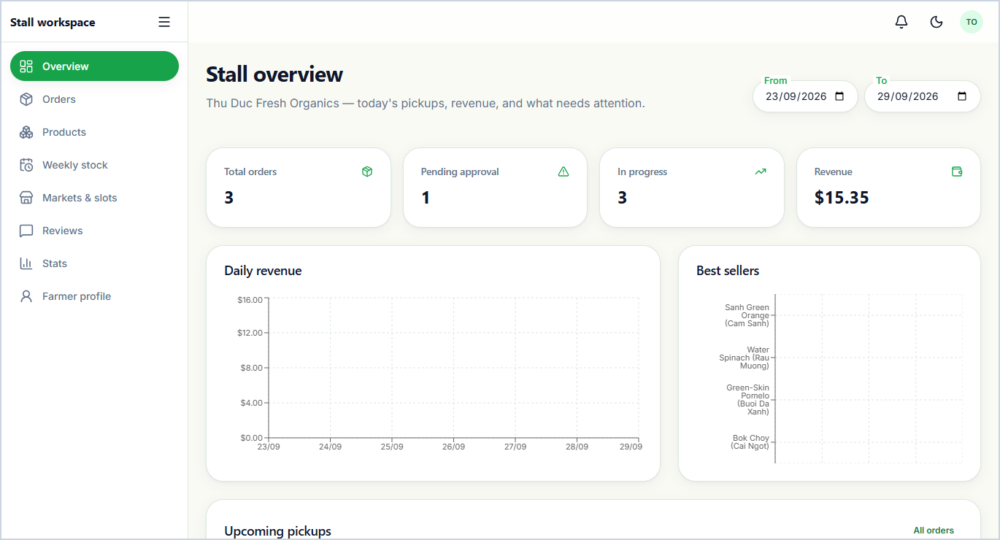 Stall workspace
TO
Overview
Orders
Products
Weekly stock
Markets & slots
Reviews
Stats
Farmer profile
Stall overview
Thu Duc Fresh Organics — today's pickups, revenue, and what needs attention.
From
23/09/2026
To
29/09/2026
Total orders
3
Pending approval
1
In progress
3
Revenue
$15.35
Daily revenue
$16.00
$12.00
$8.00
$4.00
$0.00
23/09 24/09 25/09 26/09 27/09 28/09 29/09
Best sellers
Sanh Green
Orange
(Cam Sanh)
Water
Spinach (Rau
Muong)
Green-Skin
Pomelo
(Buoi Da
Xanh)
Bok Choy
(Cai Ngot)
Upcoming pickups
All orders